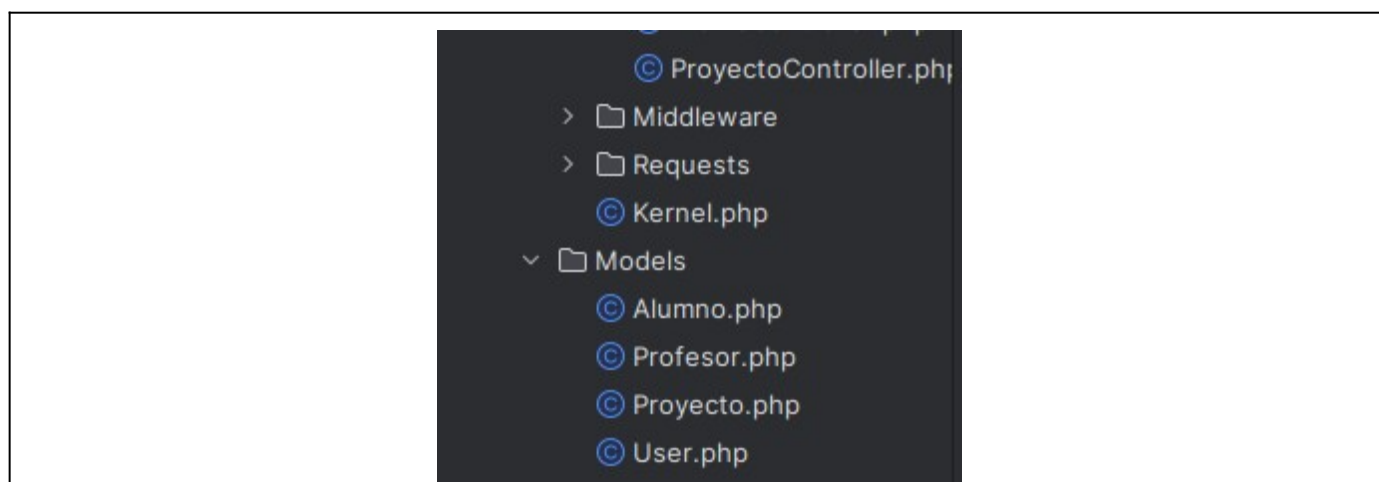 ProyectoController.php
Middleware
Requests
Kernel.php
Models
Alumno.php
Profesor.php
Proyecto.php
User.php